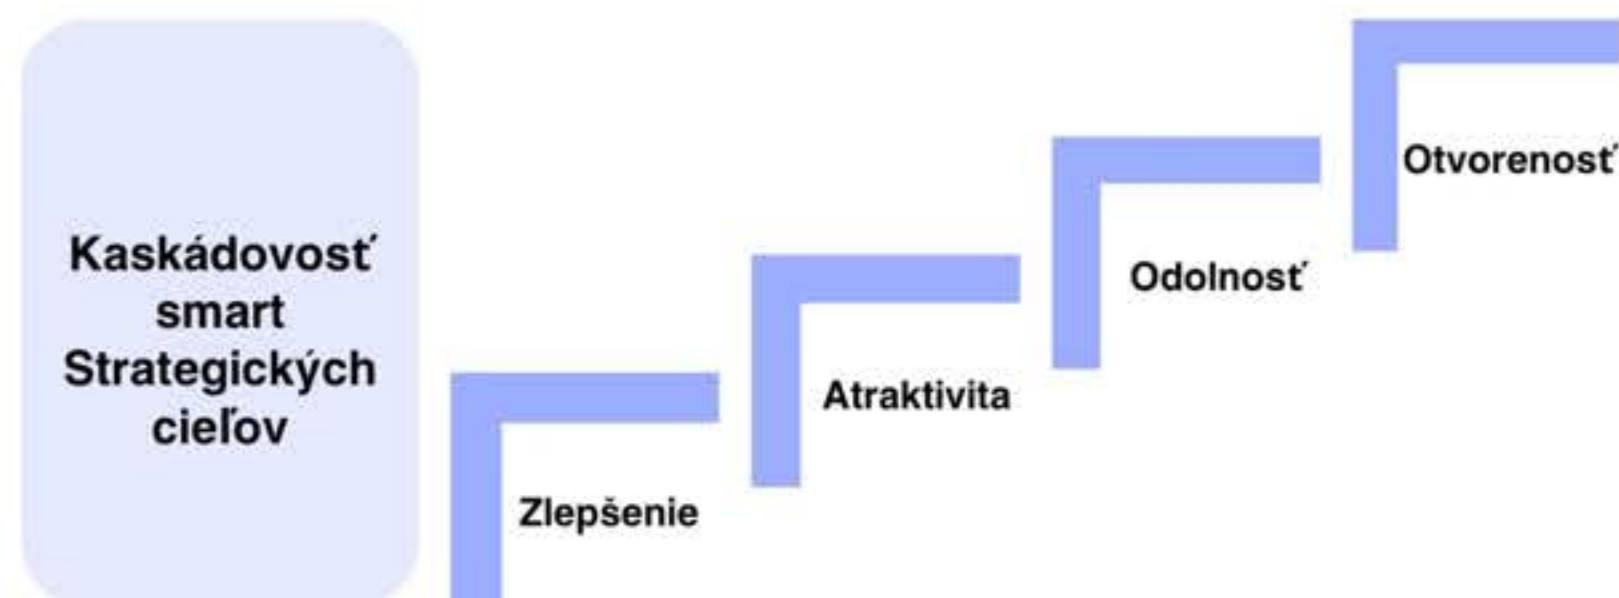 Kaskádovosť
smart
Strategických
cieľov
Zlepšenie
Atraktivita
Odolnosť
Otvorenosť